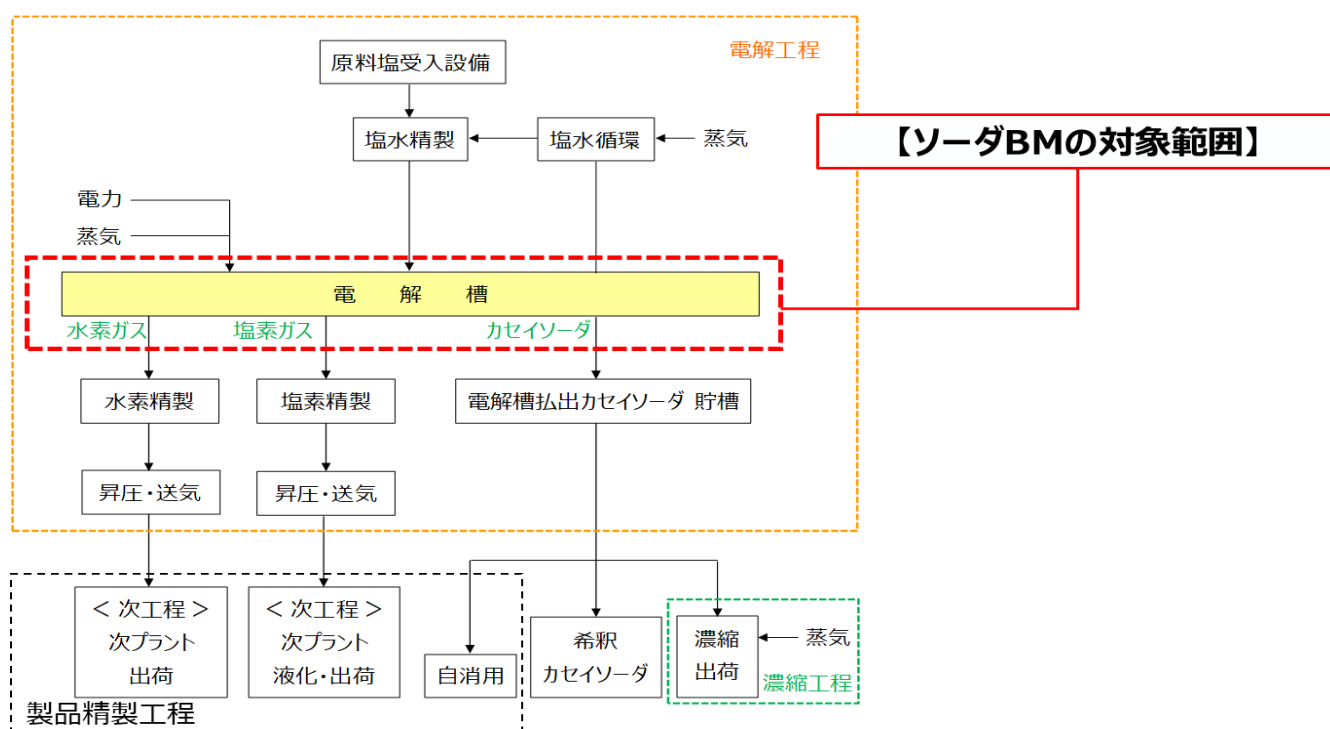 電解工程
原料塩受入設備
【ソーダBMの対象範囲】
塩水精製
塩水循環
蒸気
電力
蒸気
電 解 槽
水素ガス
塩素ガス
カセイソーダ
水素精製
塩素精製
電解槽払出カセイソーダ 貯槽
昇圧・送気
昇圧・送気
< 次工程 >
次プラント
出荷
< 次工程 >
次プラント
液化・出荷
自消用
希釈
カセイソーダ
濃縮
出荷
蒸気
濃縮工程
製品精製工程